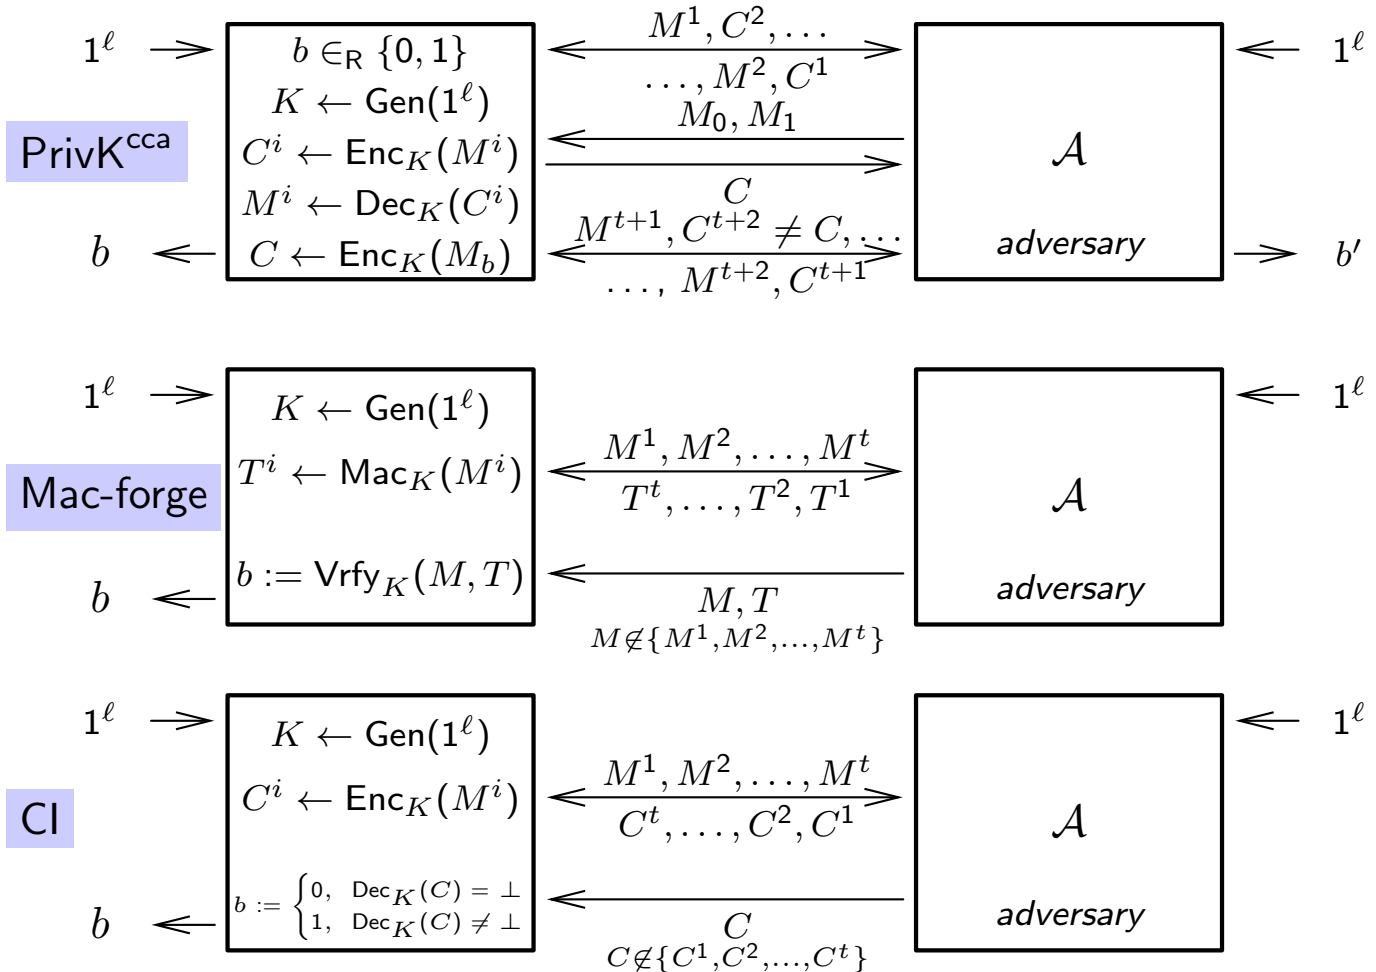 1^ℓ
b ∈_R {0, 1}
K ← Gen(1^ℓ)
C^i ← Enc_K(M^i)
M^i ← Dec_K(C^i)
C ← Enc_K(M_b)
PrivK^cca
b
M^1, C^2, . . .
. . . , M^2, C^1
M_0, M_1
C
M^{t+1}, C^{t+2} ≠ C, . . .
. . . , M^{t+2}, C^{t+1}
𝒜
adversary
1^ℓ
b′
1^ℓ
K ← Gen(1^ℓ)
T^i ← Mac_K(M^i)
b := Vrfy_K(M, T)
Mac-forge
b
M^1, M^2, . . . , M^t
T^t, . . . , T^2, T^1
M, T
M∉{M^1,M^2,...,M^t}
𝒜
adversary
1^ℓ
1^ℓ
K ← Gen(1^ℓ)
C^i ← Enc_K(M^i)
b := { 0, Dec_K(C) = ⊥
1, Dec_K(C) ≠ ⊥
CI
b
M^1, M^2, . . . , M^t
C^t, . . . , C^2, C^1
C
C∉{C^1,C^2,...,C^t}
𝒜
adversary
1^ℓ